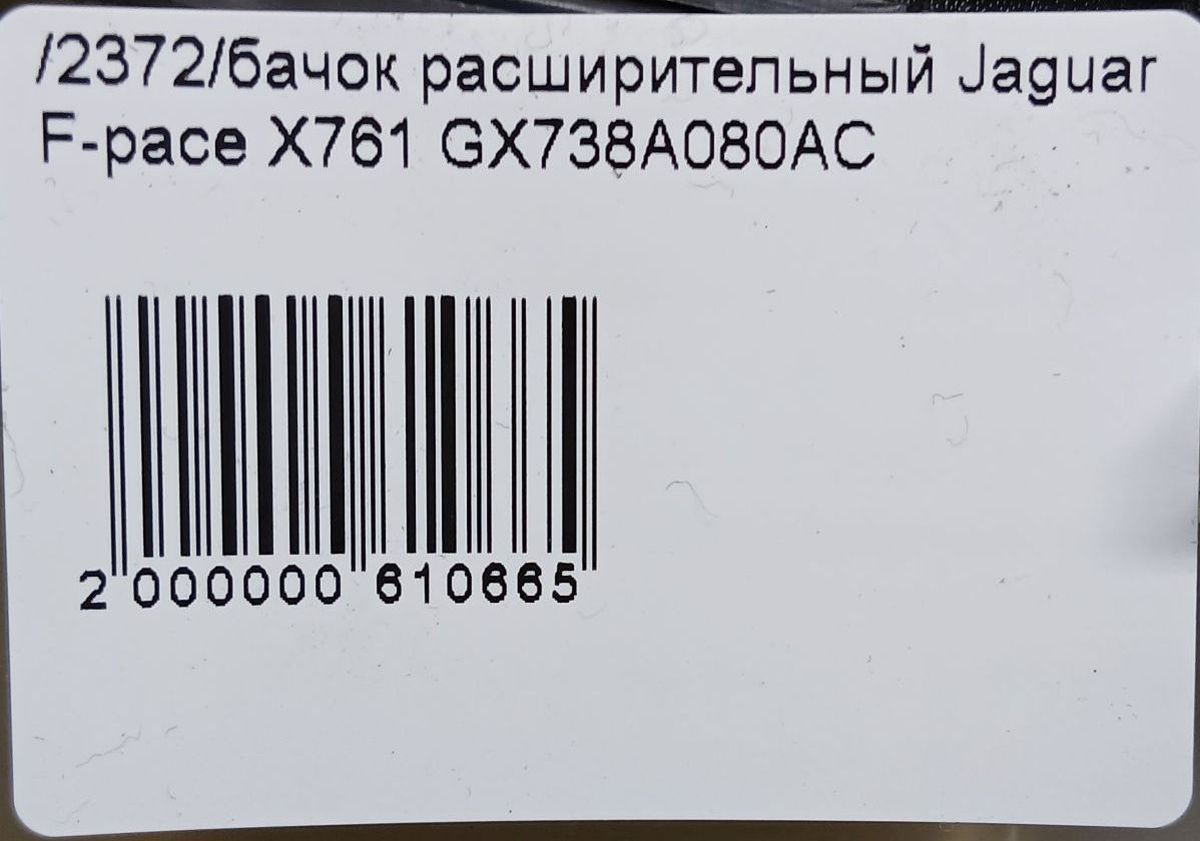 /2372/бачок расширительный Jaguar
F-pace X761 GX738A080AC
2 000000 610665